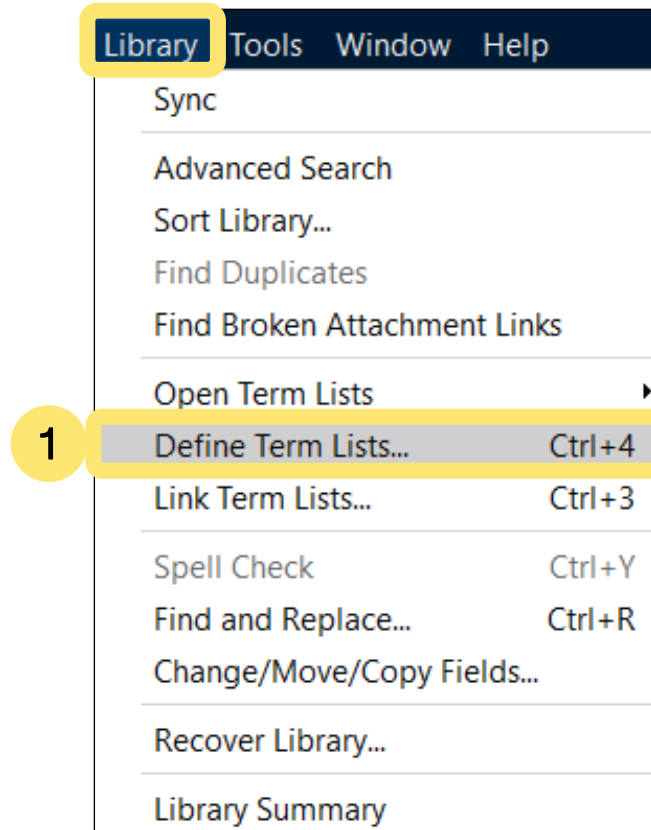 Library Tools Window Help
Sync
Advanced Search
Sort Library...
Find Duplicates
Find Broken Attachment Links
Open Term Lists
1 Define Term Lists... Ctrl+4
Link Term Lists... Ctrl+3
Spell Check Ctrl+Y
Find and Replace... Ctrl+R
Change/Move/Copy Fields...
Recover Library...
Library Summary